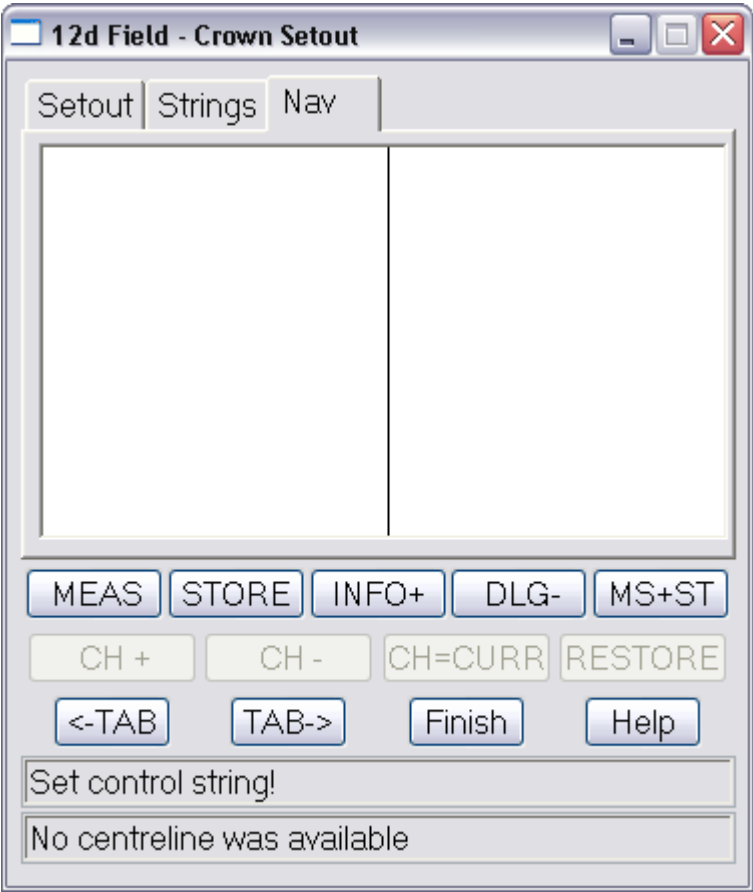 12d Field - Crown Setout
Setout Strings Nav
MEAS STORE INFO+ DLG- MS+ST
CH + CH - CH=CURR RESTORE
<-TAB TAB-> Finish Help
Set control string!
No centreline was available